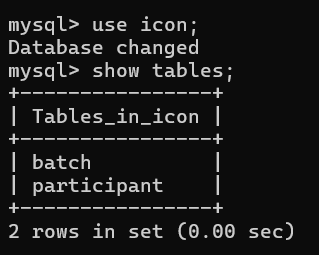 mysql> use icon;
Database changed
mysql> show tables;
+----------------+
| Tables_in_icon |
+----------------+
| batch          |
| participant    |
+----------------+
2 rows in set (0.00 sec)